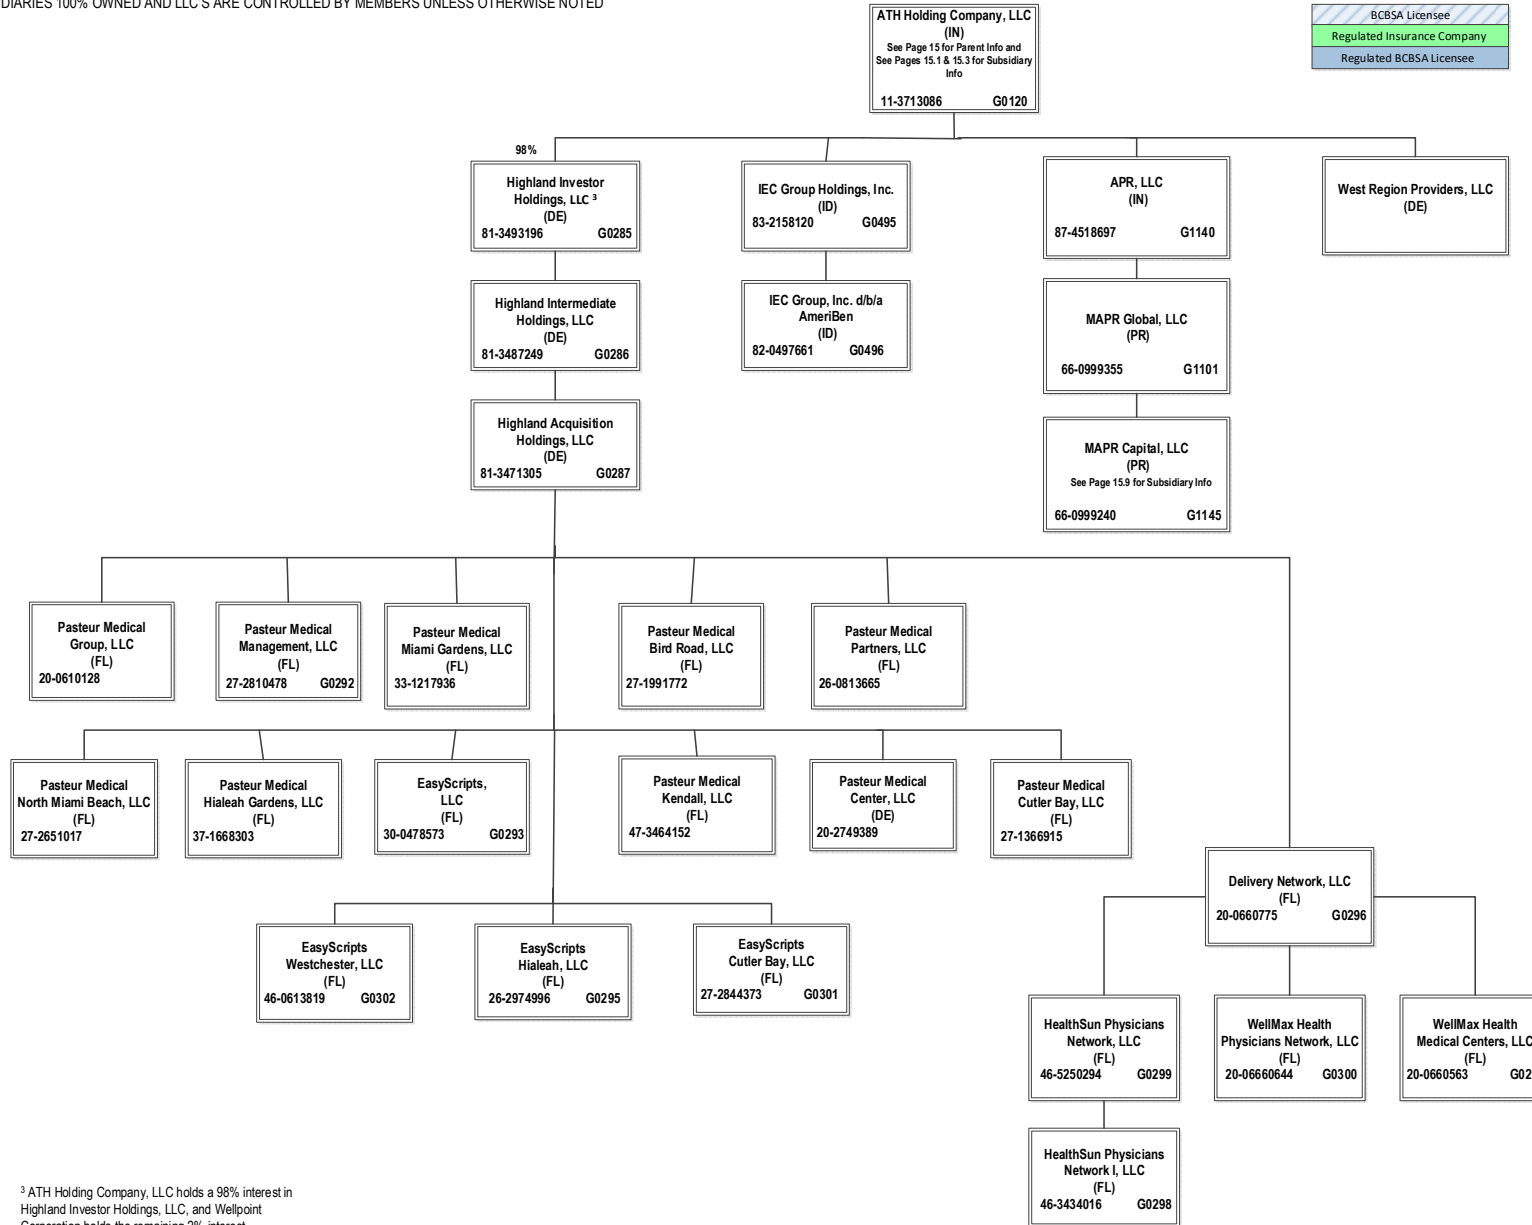 DIARIES 100% OWNED AND LLC'S ARE CONTROLLED BY MEMBERS UNLESS OTHERWISE NOTED
ATH Holding Company, LLC
(IN)
See Page 15 for Parent Info and
See Pages 15.1 & 15.3 for Subsidiary
Info
11-3713086 G0120
BCBSA Licensee
Regulated Insurance Company
Regulated BCBSA Licensee
98%
Highland Investor
Holdings, LLC ³
(DE)
81-3493196 G0285
IEC Group Holdings, Inc.
(ID)
83-2158120 G0495
APR, LLC
(IN)
87-4518697 G1140
West Region Providers, LLC
(DE)
Highland Intermediate
Holdings, LLC
(DE)
81-3487249 G0286
IEC Group, Inc. d/b/a
AmeriBen
(ID)
82-0497661 G0496
MAPR Global, LLC
(PR)
66-0999355 G1101
Highland Acquisition
Holdings, LLC
(DE)
81-3471305 G0287
MAPR Capital, LLC
(PR)
See Page 15.9 for Subsidiary Info
66-0999240 G1145
Pasteur Medical
Group, LLC
(FL)
20-0610128
Pasteur Medical
Management, LLC
(FL)
27-2810478 G0292
Pasteur Medical
Miami Gardens, LLC
(FL)
33-1217936
Pasteur Medical
Bird Road, LLC
(FL)
27-1991772
Pasteur Medical
Partners, LLC
(FL)
26-0813665
Pasteur Medical
North Miami Beach, LLC
(FL)
27-2651017
Pasteur Medical
Hialeah Gardens, LLC
(FL)
37-1668303
EasyScripts,
LLC
(FL)
30-0478573 G0293
Pasteur Medical
Kendall, LLC
(FL)
47-3464152
Pasteur Medical
Center, LLC
(DE)
20-2749389
Pasteur Medical
Cutler Bay, LLC
(FL)
27-1366915
Delivery Network, LLC
(FL)
20-0660775 G0296
EasyScripts
Westchester, LLC
(FL)
46-0613819 G0302
EasyScripts
Hialeah, LLC
(FL)
26-2974996 G0295
EasyScripts
Cutler Bay, LLC
(FL)
27-2844373 G0301
HealthSun Physicians
Network, LLC
(FL)
46-5250294 G0299
WellMax Health
Physicians Network, LLC
(FL)
20-06660644 G0300
WellMax Health
Medical Centers, LLC
(FL)
20-0660563 G02
HealthSun Physicians
Network I, LLC
(FL)
46-3434016 G0298
³ ATH Holding Company, LLC holds a 98% interest in
Highland Investor Holdings, LLC, and Wellpoint
Corporation holds the remaining 2% interest